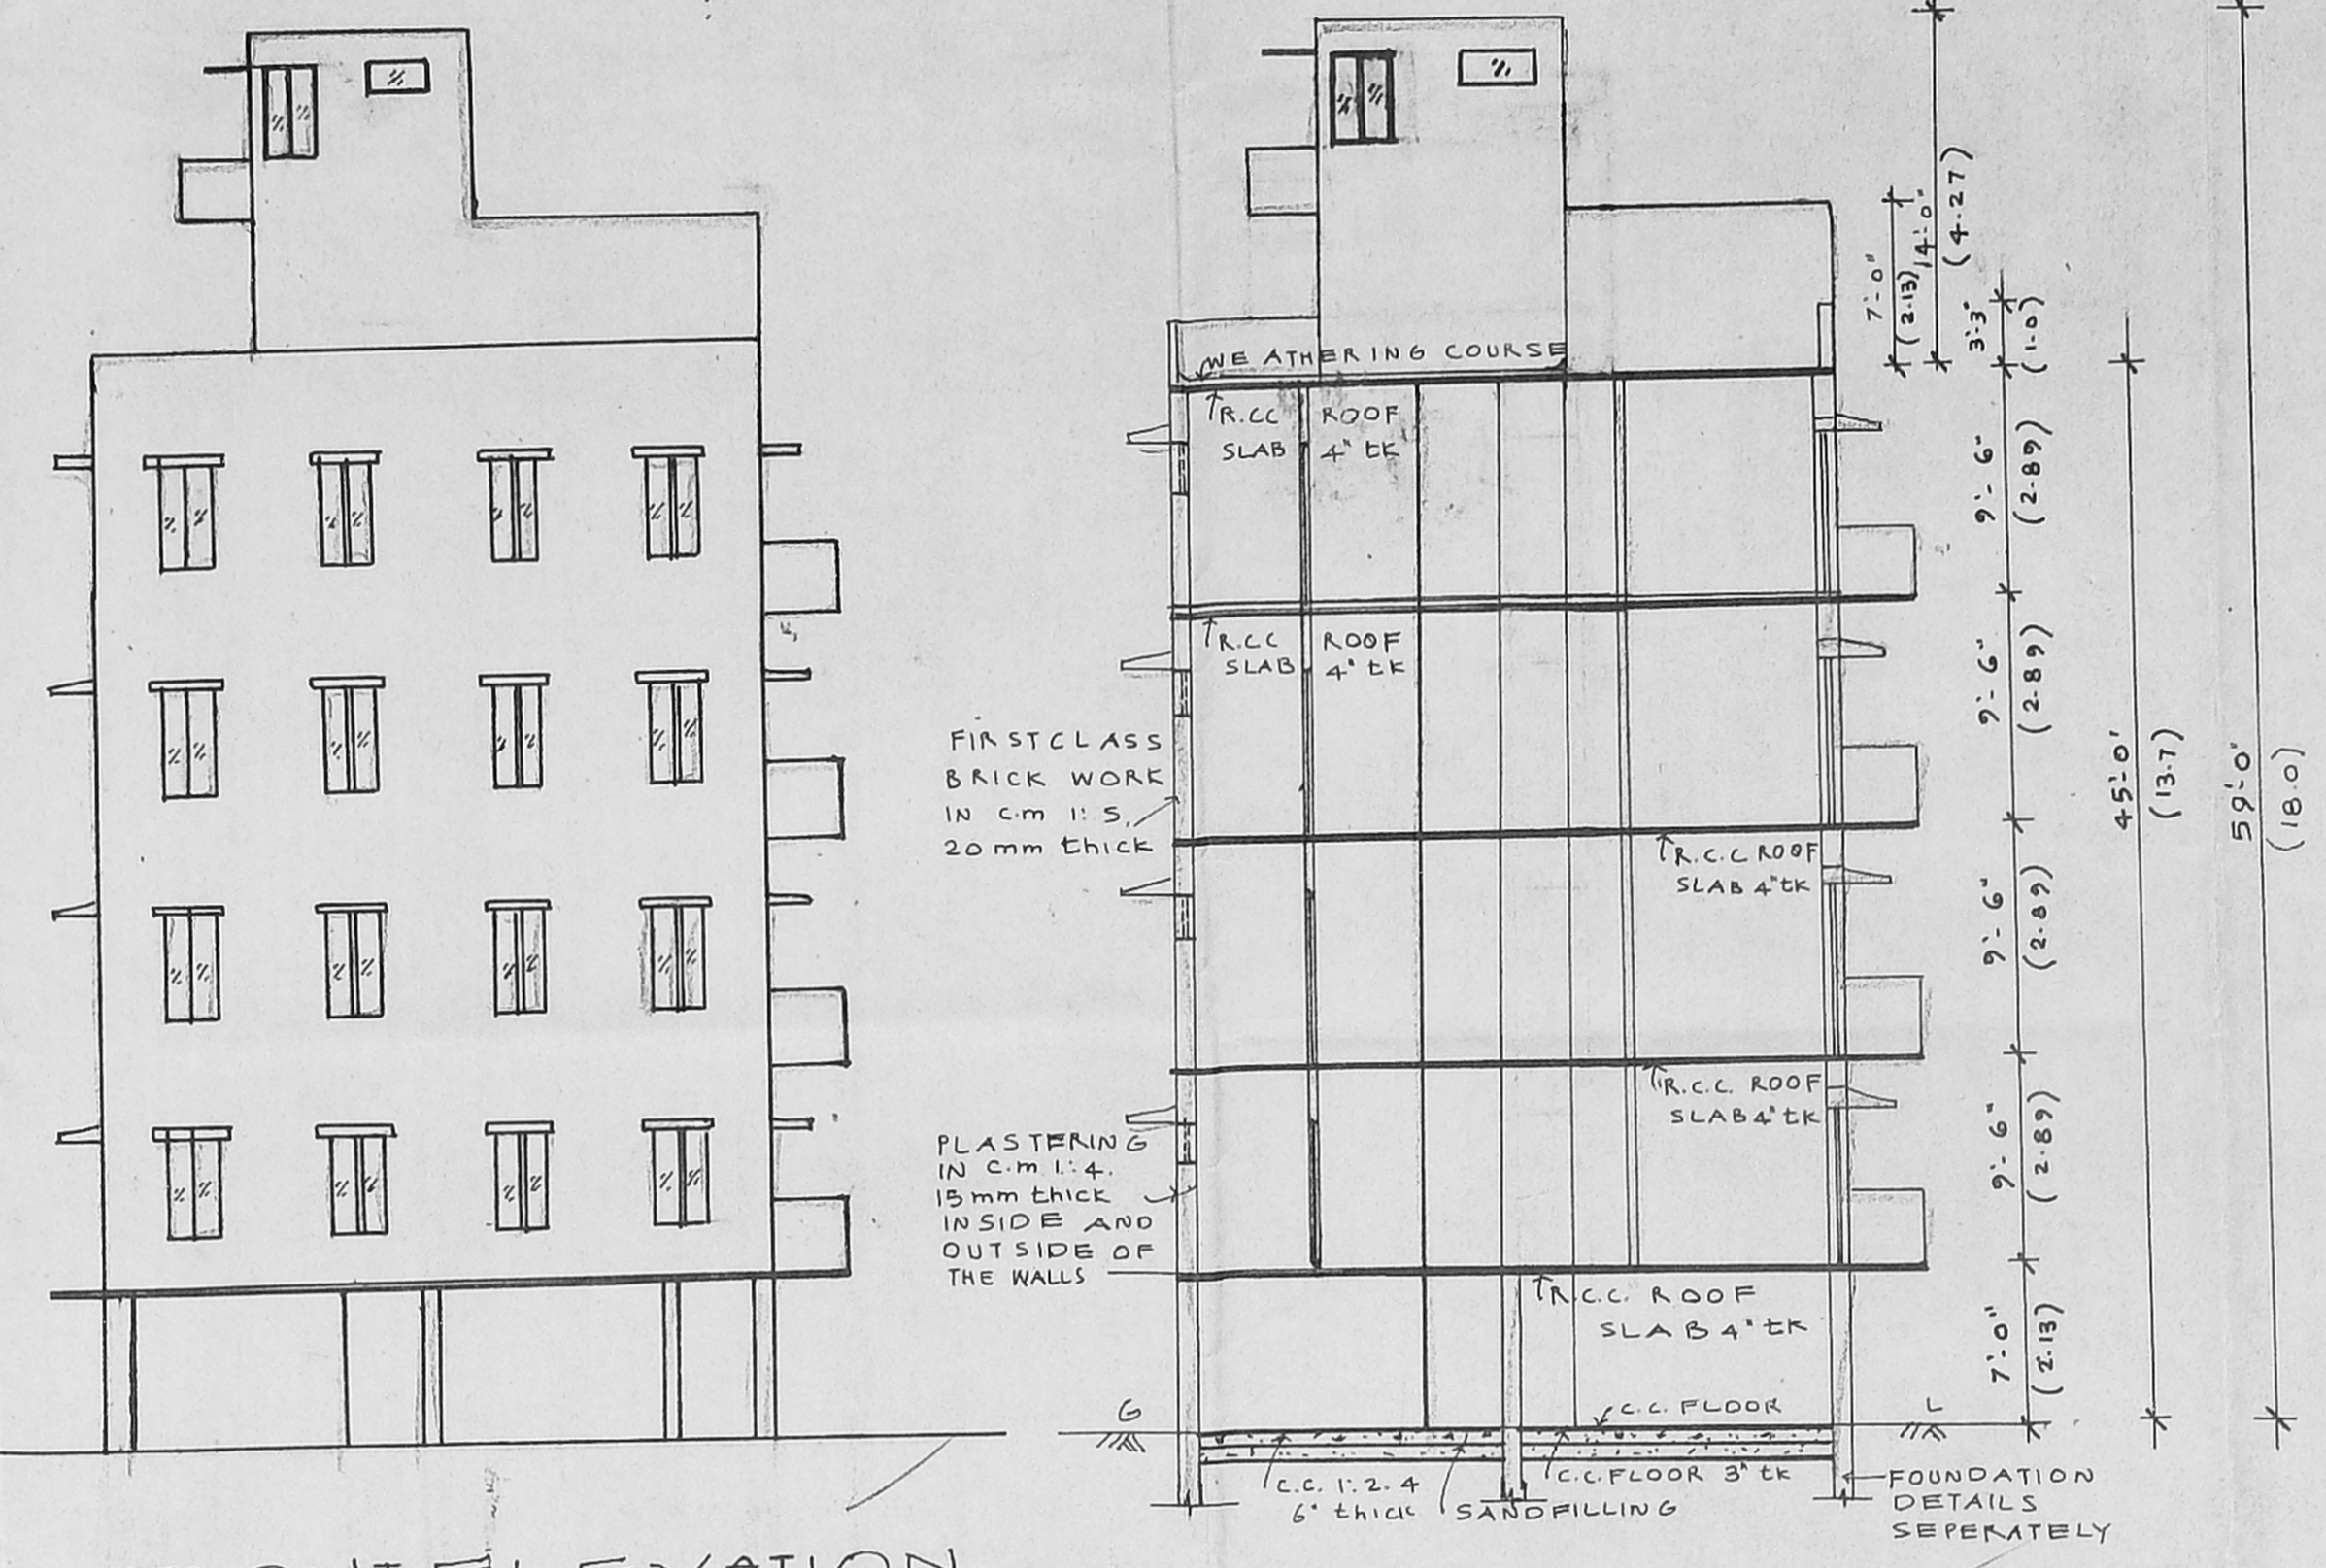 WEATHERING COURSE
R.CC ROOF
SLAB 4" tk
R.CC ROOF
SLAB 4" tk
FIRSTCLASS
BRICK WORK
IN C.m 1:5,
20mm thick
R.C.C ROOF
SLAB 4" tk
R.C.C. ROOF
SLAB 4" tk
PLASTERING
IN C.m 1:4.
15mm thick
INSIDE AND
OUTSIDE OF
THE WALLS
R.C.C. ROOF
SLAB 4" tk
G
C.C. FLOOR
L
C.C. 1:2.4
6" thick
SANDFILLING
C.C.FLOOR 3" tk
FOUNDATION
DETAILS
SEPERATELY
7'-0"
(2.13)
14'-0"
(4.27)
3'-3"
(1.0)
9'-6"
(2.89)
9'-6"
(2.89)
9'-6"
(2.89)
9'-6"
(2.89)
7'-0"
(2.13)
45'-0'
(13.7)
59'-0"
(18.0)
ELEVATION